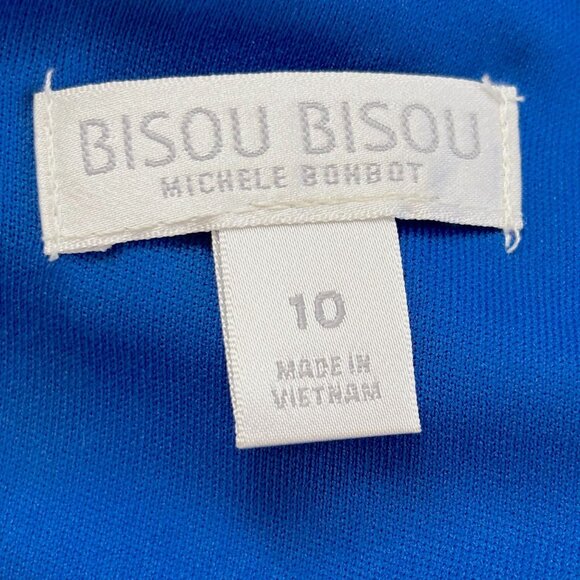 BISOU BISOU
MICHELE BOHBOT
10
MADE IN
VIETNAM